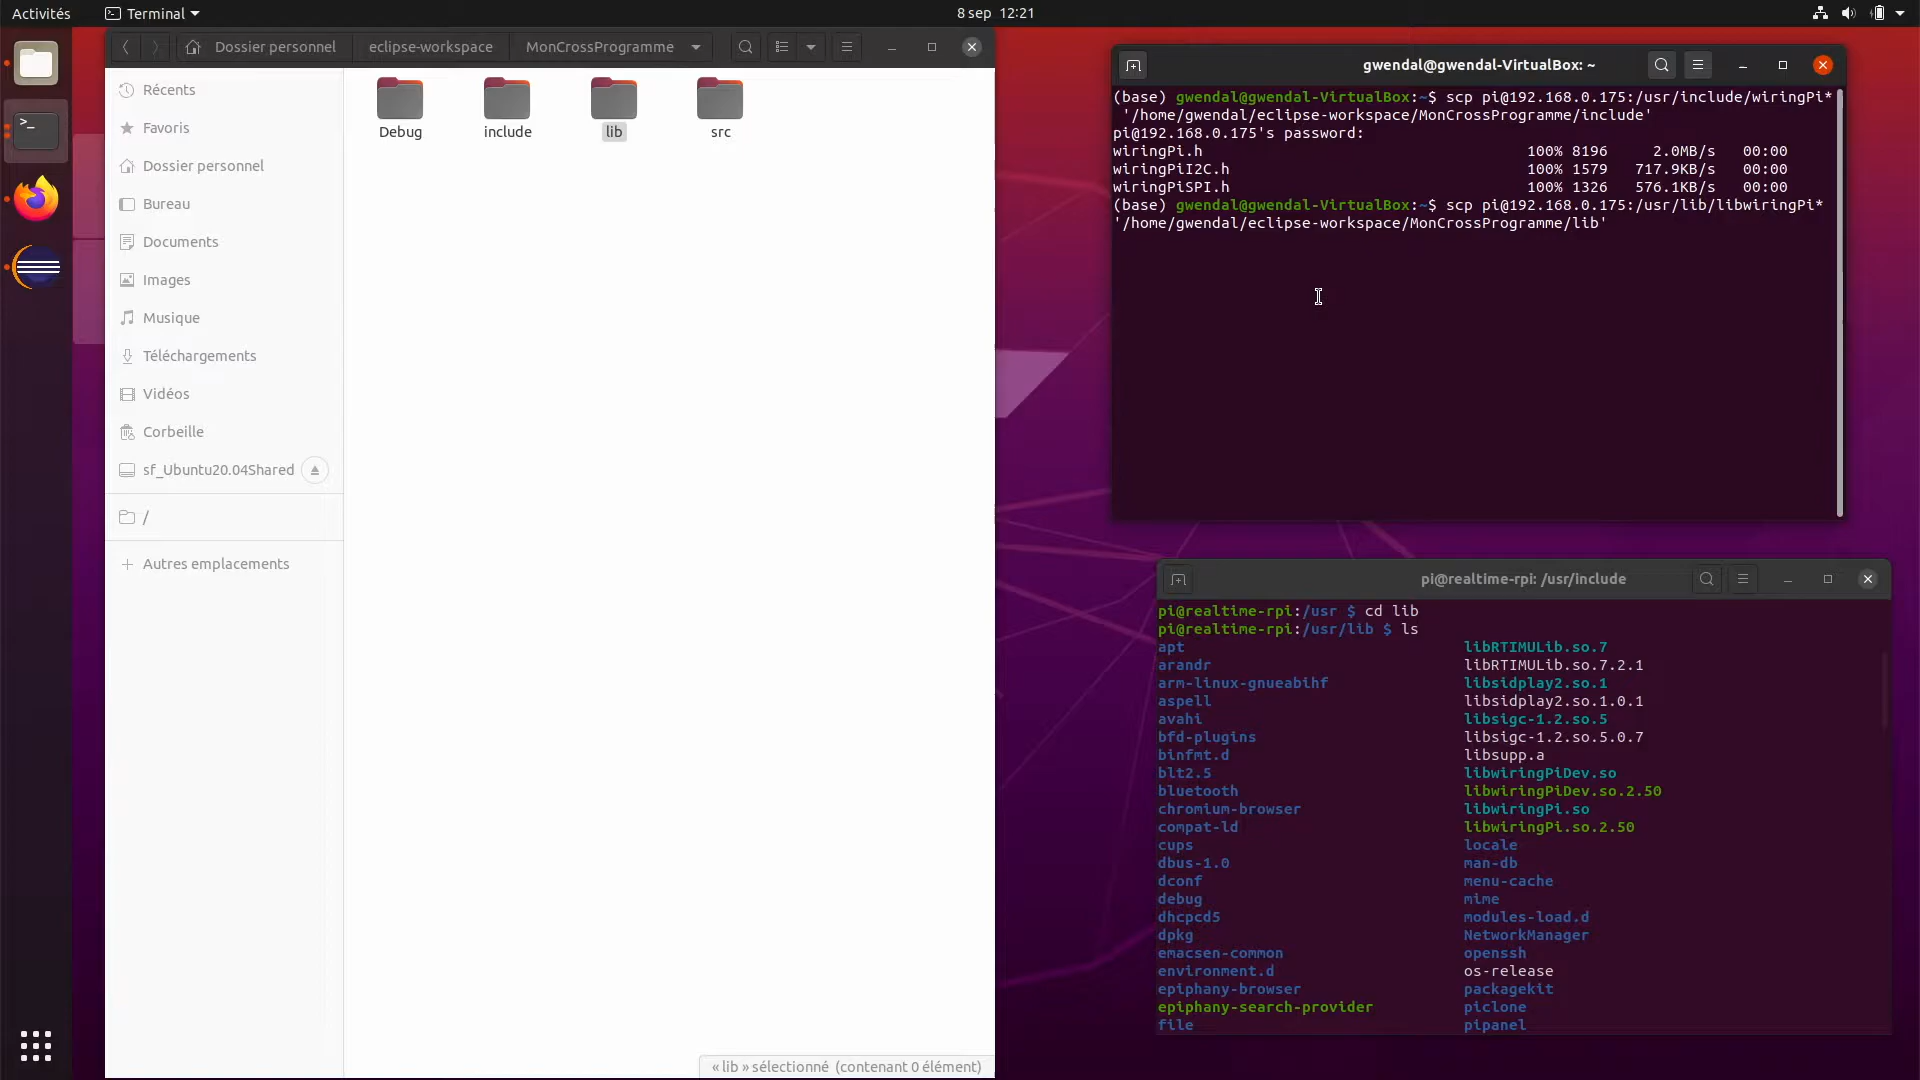 Activités
Terminal
8 sep 12:21
Dossier personnel
eclipse-workspace
MonCrossProgramme
Récents
Favoris
Dossier personnel
Bureau
Documents
Images
Musique
Téléchargements
Vidéos
Corbeille
sf_Ubuntu20.04Shared
/
+ Autres emplacements
Debug
include
lib
src
« lib » sélectionné (contenant 0 élément)
gwendal@gwendal-VirtualBox: ~
(base) gwendal@gwendal-VirtualBox:~$ scp pi@192.168.0.175:/usr/include/wiringPi*
'/home/gwendal/eclipse-workspace/MonCrossProgramme/include'
pi@192.168.0.175's password:
wiringPi.h 100% 8196 2.0MB/s 00:00
wiringPiI2C.h 100% 1579 717.9KB/s 00:00
wiringPiSPI.h 100% 1326 576.1KB/s 00:00
(base) gwendal@gwendal-VirtualBox:~$ scp pi@192.168.0.175:/usr/lib/libwiringPi*
'/home/gwendal/eclipse-workspace/MonCrossProgramme/lib'
pi@realtime-rpi: /usr/include
pi@realtime-rpi:/usr $ cd lib
pi@realtime-rpi:/usr/lib $ ls
apt libRTIMULib.so.7
arandr libRTIMULib.so.7.2.1
arm-linux-gnueabihf libsidplay2.so.1
aspell libsidplay2.so.1.0.1
avahi libsigc-1.2.so.5
bfd-plugins libsigc-1.2.so.5.0.7
binfmt.d libsupp.a
blt2.5 libwiringPiDev.so
bluetooth libwiringPiDev.so.2.50
chromium-browser libwiringPi.so
compat-ld libwiringPi.so.2.50
cups locale
dbus-1.0 man-db
dconf menu-cache
debug mime
dhcpcd5 modules-load.d
dpkg NetworkManager
emacsen-common openssh
environment.d os-release
epiphany-browser packagekit
epiphany-search-provider piclone
file pipanel